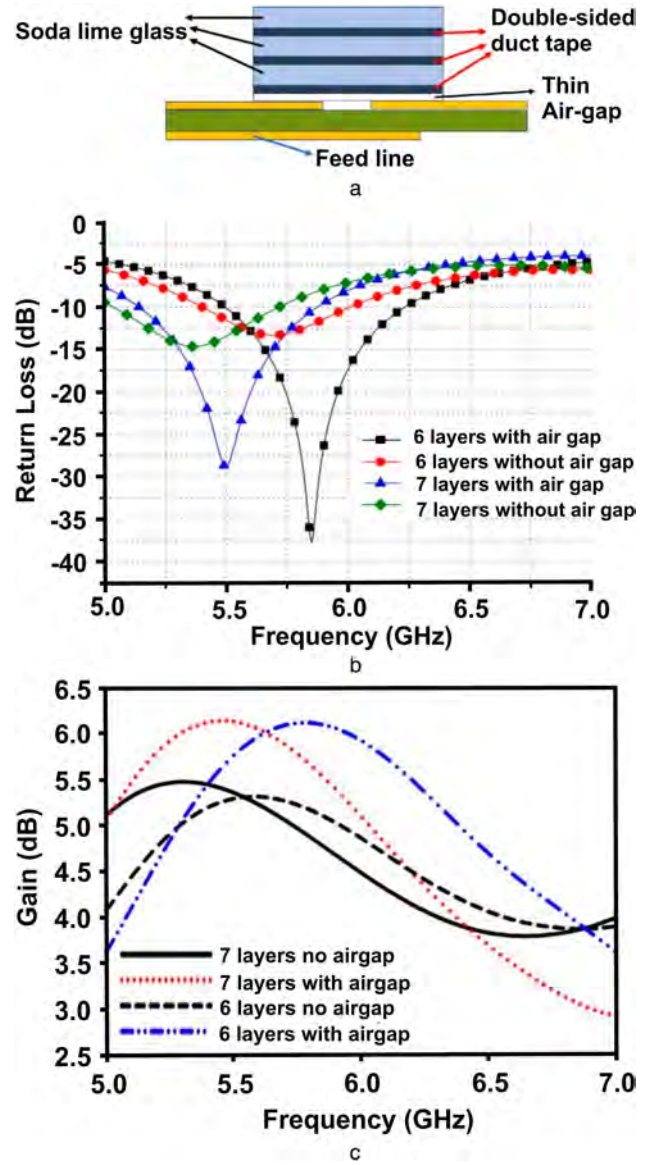 Soda lime glass
Double-sided
duct tape
Thin
Air-gap
Feed line
a
0
-5
-10
-15
-20
-25
-30
-35
-40
Return Loss (dB)
6 layers with air gap
6 layers without air gap
7 layers with air gap
7 layers without air gap
5.0
5.5
6.0
6.5
7.0
Frequency (GHz)
b
6.5
6.0
5.5
5.0
4.5
4.0
3.5
3.0
2.5
Gain (dB)
7 layers no airgap
7 layers with airgap
6 layers no airgap
6 layers with airgap
5.0
5.5
6.0
6.5
7.0
Frequency (GHz)
c